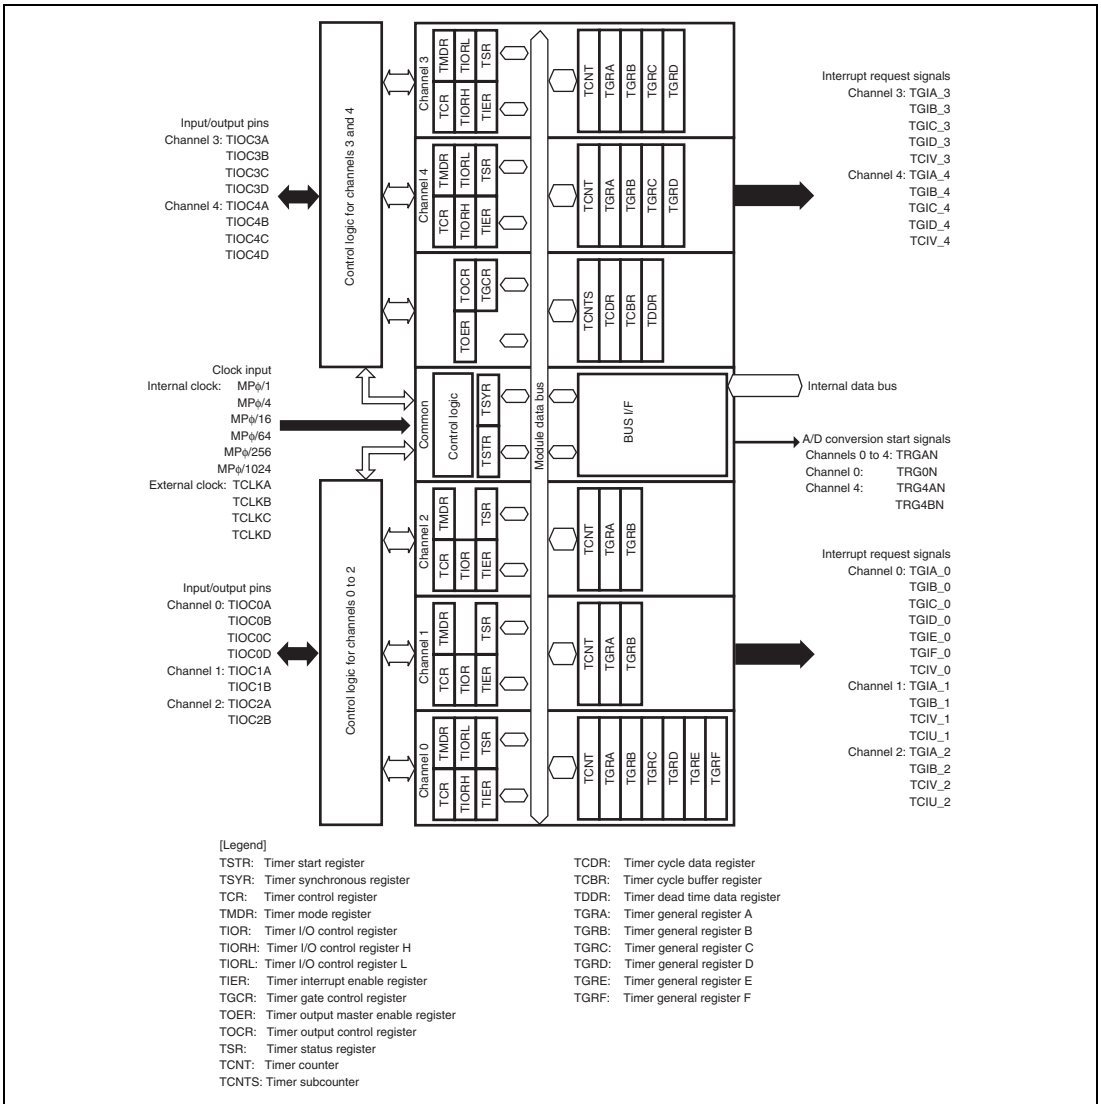 Input/output pins
Channel 3: TIOC3A
TIOC3B
TIOC3C
TIOC3D
Channel 4: TIOC4A
TIOC4B
TIOC4C
TIOC4D
Clock input
Internal clock: MPφ/1
MPφ/4
MPφ/16
MPφ/64
MPφ/256
MPφ/1024
External clock: TCLKA
TCLKB
TCLKC
TCLKD
Input/output pins
Channel 0: TIOC0A
TIOC0B
TIOC0C
TIOC0D
Channel 1: TIOC1A
TIOC1B
Channel 2: TIOC2A
TIOC2B
Control logic for channels 3 and 4
Control logic for channels 0 to 2
Channel 3
TCR
TMDR
TIORH
TIORL
TIER
TSR
TCNT
TGRA
TGRB
TGRC
TGRD
Channel 4
TCR
TMDR
TIORH
TIORL
TIER
TSR
TCNT
TGRA
TGRB
TGRC
TGRD
TOER
TOCR
TGCR
TCNTS
TCDR
TCBR
TDDR
Common
Control logic
TSTR
TSYR
Module data bus
BUS I/F
Channel 2
TCR
TMDR
TIOR
TIER
TSR
TCNT
TGRA
TGRB
Channel 1
TCR
TMDR
TIOR
TIER
TSR
TCNT
TGRA
TGRB
Channel 0
TCR
TMDR
TIORH
TIORL
TIER
TSR
TCNT
TGRA
TGRB
TGRC
TGRD
TGRE
TGRF
Interrupt request signals
Channel 3: TGIA_3
TGIB_3
TGIC_3
TGID_3
TCIV_3
Channel 4: TGIA_4
TGIB_4
TGIC_4
TGID_4
TCIV_4
Internal data bus
A/D conversion start signals
Channels 0 to 4: TRGAN
Channel 0: TRG0N
Channel 4: TRG4AN
TRG4BN
Interrupt request signals
Channel 0: TGIA_0
TGIB_0
TGIC_0
TGID_0
TGIE_0
TGIF_0
TCIV_0
Channel 1: TGIA_1
TGIB_1
TCIV_1
TCIU_1
Channel 2: TGIA_2
TGIB_2
TCIV_2
TCIU_2
[Legend]
TSTR: Timer start register
TSYR: Timer synchronous register
TCR: Timer control register
TMDR: Timer mode register
TIOR: Timer I/O control register
TIORH: Timer I/O control register H
TIORL: Timer I/O control register L
TIER: Timer interrupt enable register
TGCR: Timer gate control register
TOER: Timer output master enable register
TOCR: Timer output control register
TSR: Timer status register
TCNT: Timer counter
TCNTS: Timer subcounter
TCDR: Timer cycle data register
TCBR: Timer cycle buffer register
TDDR: Timer dead time data register
TGRA: Timer general register A
TGRB: Timer general register B
TGRC: Timer general register C
TGRD: Timer general register D
TGRE: Timer general register E
TGRF: Timer general register F